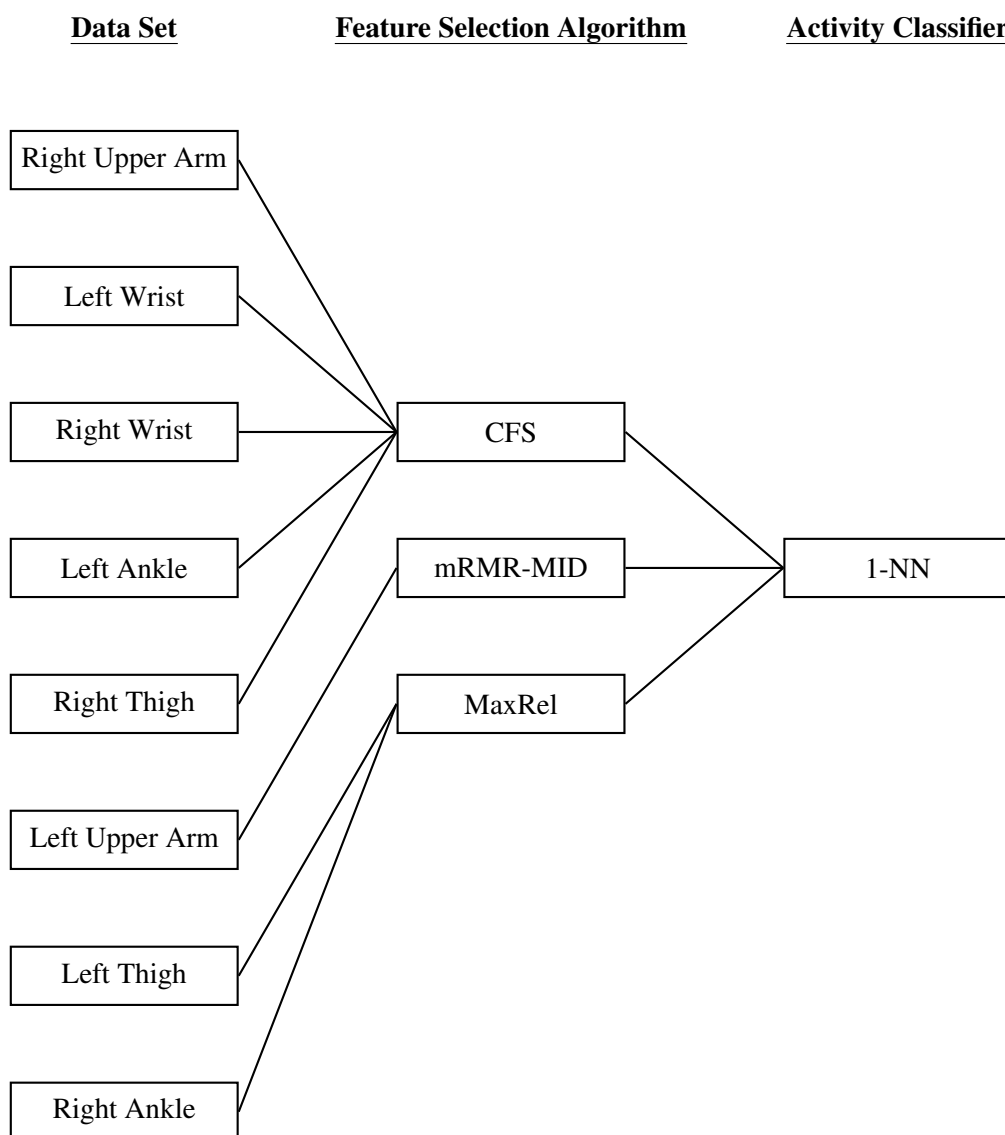 Data Set Feature Selection Algorithm Activity Classifier
Right Upper Arm
Left Wrist
Right Wrist CFS
Left Ankle mRMR-MID 1-NN
Right Thigh MaxRel
Left Upper Arm
Left Thigh
Right Ankle